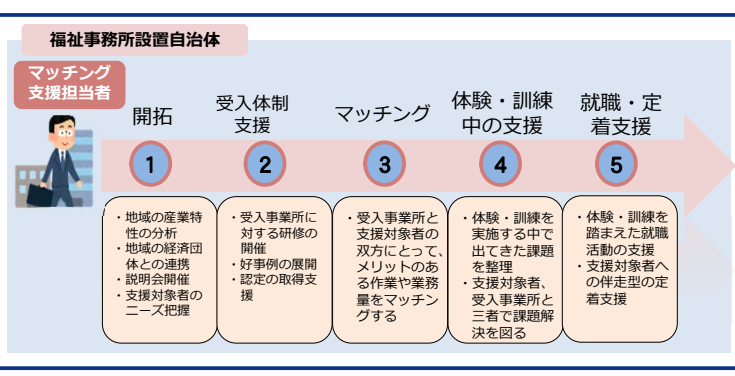 福祉事務所設置自治体
マッチング
支援担当者
開拓
1
・地域の産業特
性の分析
・地域の経済団
体との連携
・説明会開催
・支援対象者の
ニーズ把握
受入体制
支援
2
・受入事業所に
対する研修の
開催
・好事例の展開
・認定の取得支
援
マッチング
3
・受入事業所と
支援対象者の
双方にとって、
メリットのあ
る作業や業務
量をマッチン
グする
体験・訓練
中の支援
4
・体験・訓練を
実施する中で
出てきた課題
を整理
・支援対象者、
受入事業所と
三者で課題解
決を図る
就職・定
着支援
5
・体験・訓練を
踏まえた就職
活動の支援
・支援対象者へ
の伴走型の定
着支援